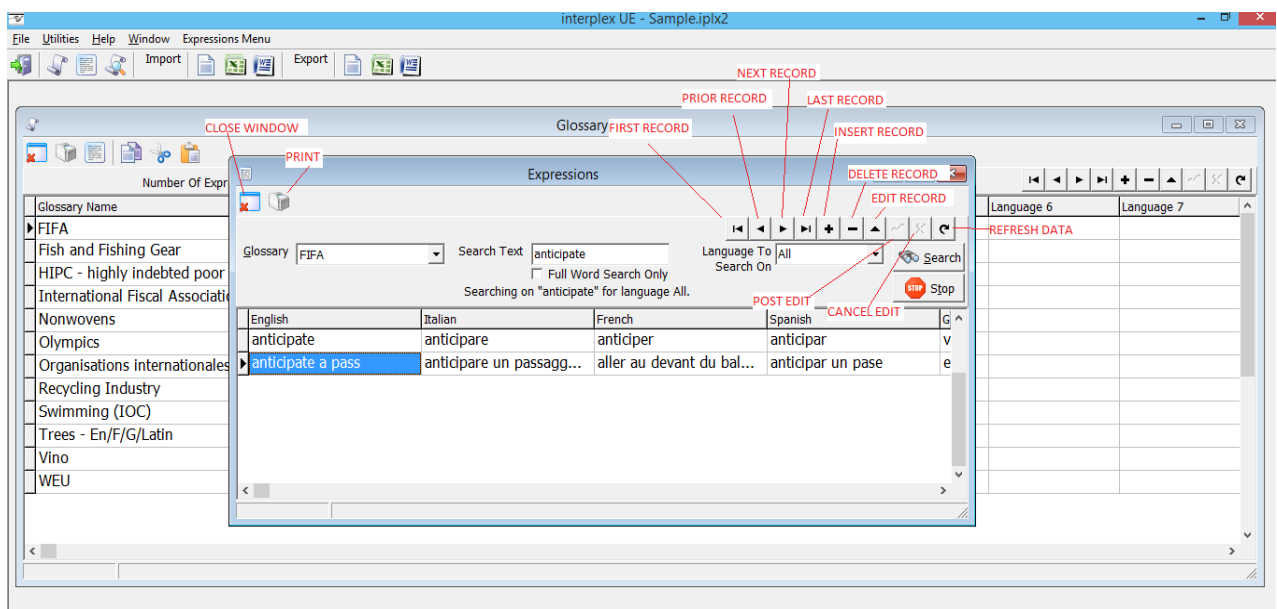 interplex UE - Sample.iplx2
File Utilities Help Window Expressions Menu
Import Export
NEXT RECORD
PRIOR RECORD LAST RECORD
CLOSE WINDOW Glossary FIRST RECORD INSERT RECORD
PRINT
Number Of Expr Expressions DELETE RECORD
EDIT RECORD
Glossary Name Language 6 Language 7
FIFA REFRESH DATA
Glossary FIFA Search Text anticipate Language To Search On All Search
Full Word Search Only
Searching on "anticipate" for language All. STOP Stop
POST EDIT CANCEL EDIT
Fish and Fishing Gear
HIPC - highly indebted poor
International Fiscal Associati
Nonwovens
Olympics
Organisations internationales
Recycling Industry
Swimming (IOC)
Trees - En/F/G/Latin
Vino
WEU
English Italian French Spanish G
anticipate anticipare anticiper anticipar v
anticipate a pass anticipare un passagg... aller au devant du bal... anticipar un pase e